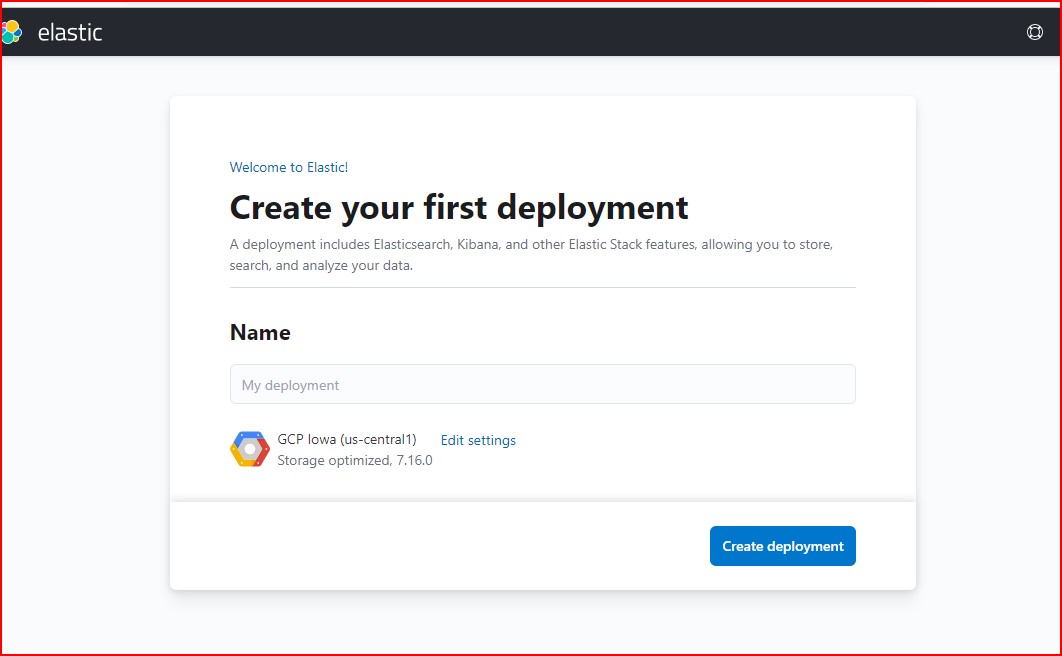 elastic
Welcome to Elastic!
Create your first deployment
A deployment includes Elasticsearch, Kibana, and other Elastic Stack features, allowing you to store,
search, and analyze your data.
Name
My deployment
GCP Iowa (us-central1) Edit settings
Storage optimized, 7.16.0
Create deployment